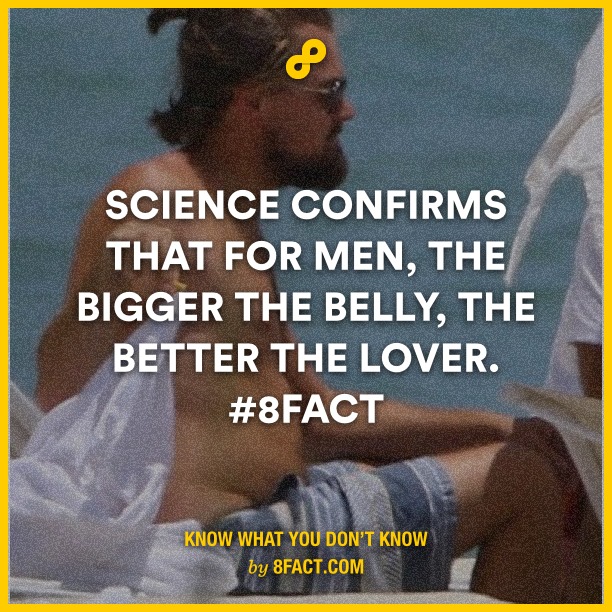 SCIENCE CONFIRMS
THAT FOR MEN, THE
BIGGER THE BELLY, THE
BETTER THE LOVER.
#8FACT
KNOW WHAT YOU DON'T KNOW
by 8FACT.COM